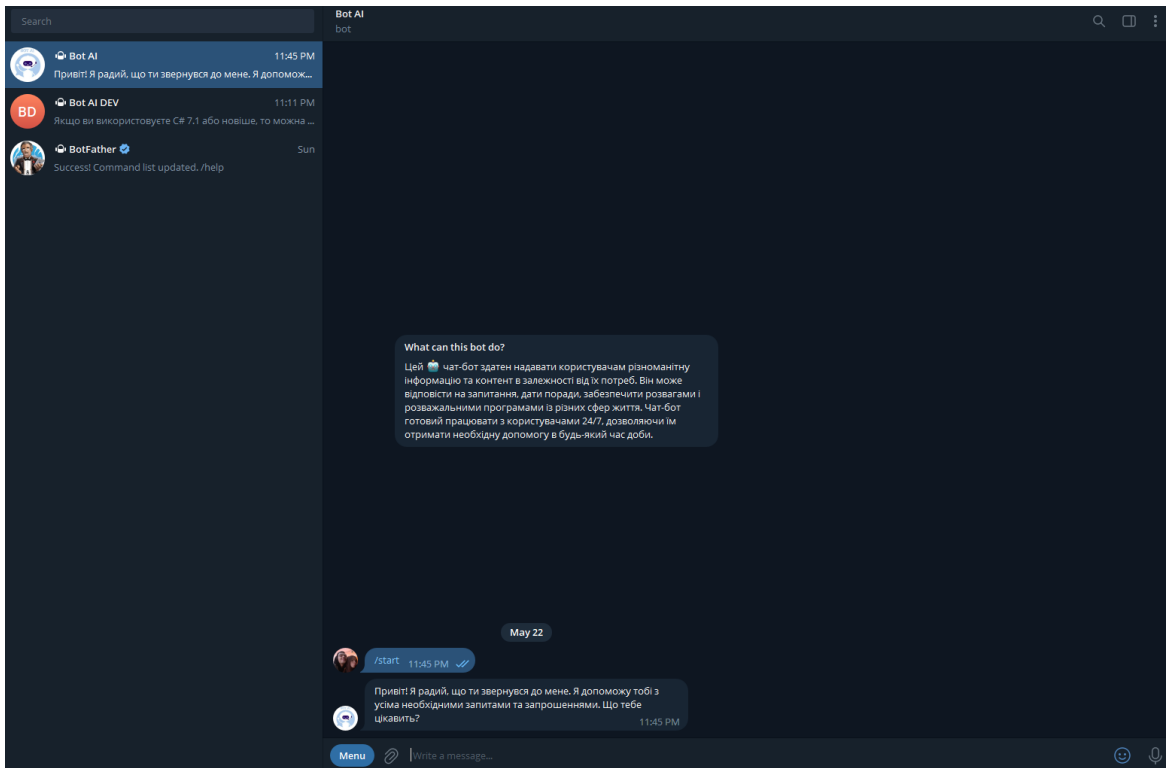 Search
Bot AI
11:45 PM
Привіт! Я радий, що ти звернувся до мене. Я допомож...
BD
Bot AI DEV
11:11 PM
Якщо ви використовуєте C# 7.1 або новіше, то можна ...
BotFather
Sun
Success! Command list updated. /help
Bot AI
bot
What can this bot do?
Цей чат-бот здатен надавати користувачам різноманітну
інформацію та контент в залежності від їх потреб. Він може
відповісти на запитання, дати поради, забезпечити розвагами і
розважальними програмами із різних сфер життя. Чат-бот
готовий працювати з користувачами 24/7, дозволяючи їм
отримати необхідну допомогу в будь-який час доби.
May 22
/start 11:45 PM
Привіт! Я радий, що ти звернувся до мене. Я допоможу тобі з
усіма необхідними запитами та запрошеннями. Що тебе
цікавить?
11:45 PM
Menu
Write a message...